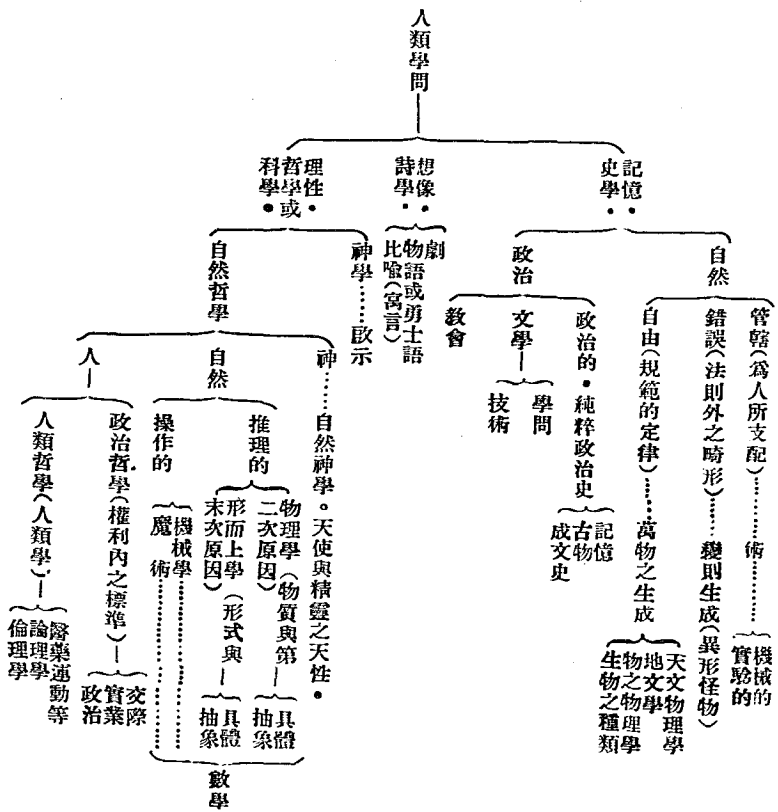 人類學問
記憶・
史學・
自然
管轄(爲人所支配)……術
機械的
實驗的
錯誤(法則外之畸形)……變則生成(異形怪物)
自由(規範的定律)……萬物之生成
天文物理學
地文學
物之物理學
生物之種類
政治
政治的・純粹政治史
記憶
古物
成文史
文學
學問
技術
敎會
想像・
詩學・
劇
物語或勇士語
比喩(寓言)
理性・
哲學或
科學・
神學……啟示
自然哲學
神……自然神學。天使與精靈之天性・
自然
推理的
物理學(物質與第
二次原因)
具體
抽象
形而上學(形式與
末次原因)
具體
抽象
操作的
機械學
魔術
數學
人
政治哲學(權利內之標準)
交際
實業
政治
人類哲學(人類學)
醫藥運動等
論理學
倫理學